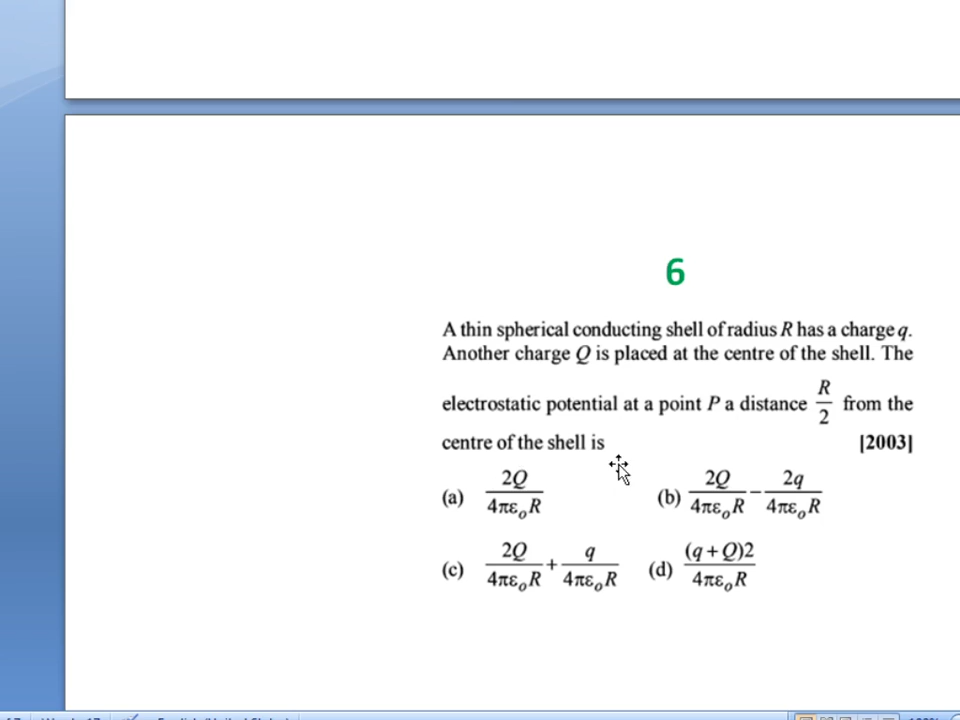 6
A thin spherical conducting shell of radius R has a charge q.
Another charge Q is placed at the centre of the shell. The
electrostatic potential at a point P a distance R/2 from the
centre of the shell is [2003]
(a) 2Q/4πε₀R (b) 2Q/4πε₀R − 2q/4πε₀R
(c) 2Q/4πε₀R + q/4πε₀R (d) (q + Q)2/4πε₀R